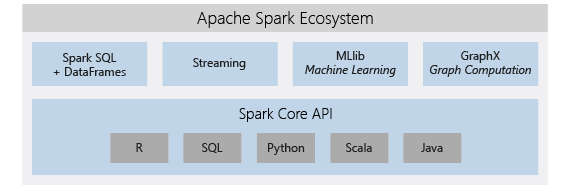 Apache Spark Ecosystem
Spark SQL
+ DataFrames
Streaming
MLlib
Machine Learning
GraphX
Graph Computation
Spark Core API
R
SQL
Python
Scala
Java